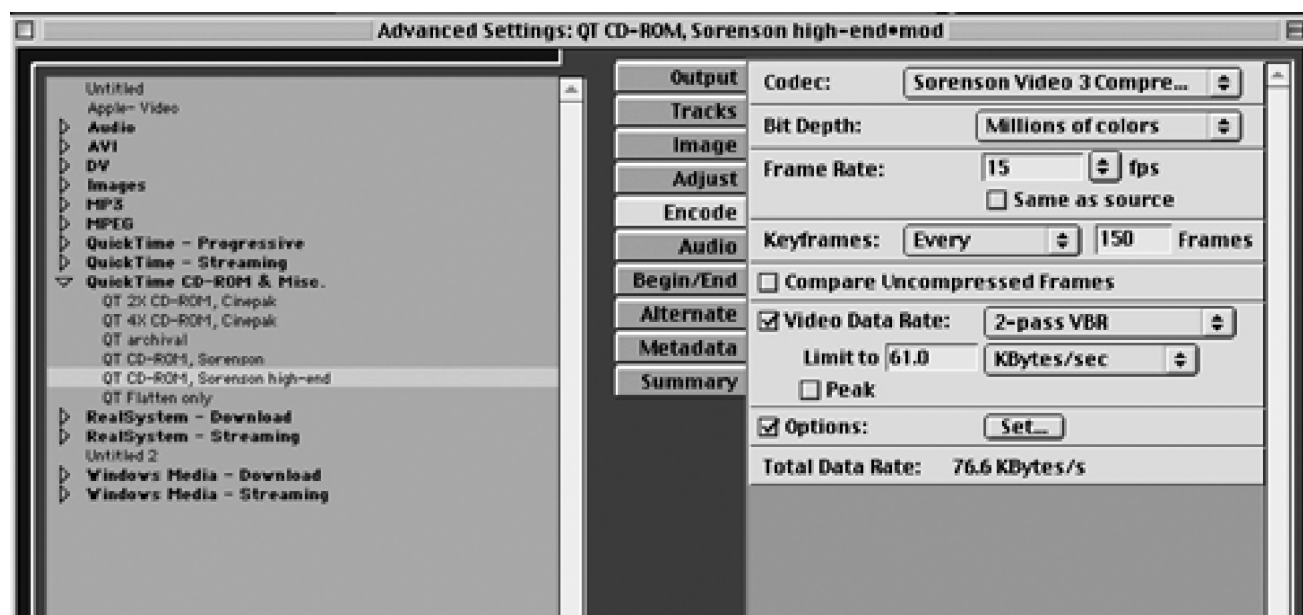 Advanced Settings: QT CD-ROM, Sorenson high-end•mod
Untitled
Apple- Video
Audio
AVI
DV
Images
MP3
MPEG
QuickTime - Progressive
QuickTime - Streaming
QuickTime CD-ROM & Misc.
QT 2X CD-ROM, Cinepak
QT 4X CD-ROM, Cinepak
QT archival
QT CD-ROM, Sorenson
QT CD-ROM, Sorenson high-end
QT Flatten only
RealSystem - Download
RealSystem - Streaming
Untitled 2
Windows Media - Download
Windows Media - Streaming
Output
Tracks
Image
Adjust
Encode
Audio
Begin/End
Alternate
Metadata
Summary
Codec: Sorenson Video 3 Compre...
Bit Depth: Millions of colors
Frame Rate: 15 fps
Same as source
Keyframes: Every 150 Frames
Compare Uncompressed Frames
Video Data Rate: 2-pass VBR
Limit to 61.0 KBytes/sec
Peak
Options: Set...
Total Data Rate: 76.6 KBytes/s